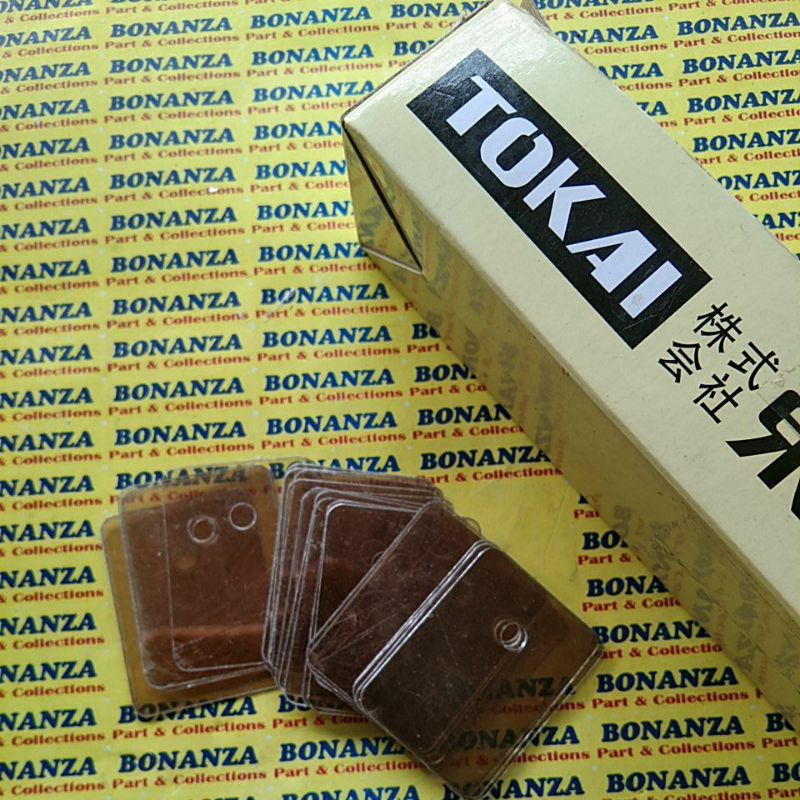 BONANZA
Part & Collections
TOKAI
株式
会社